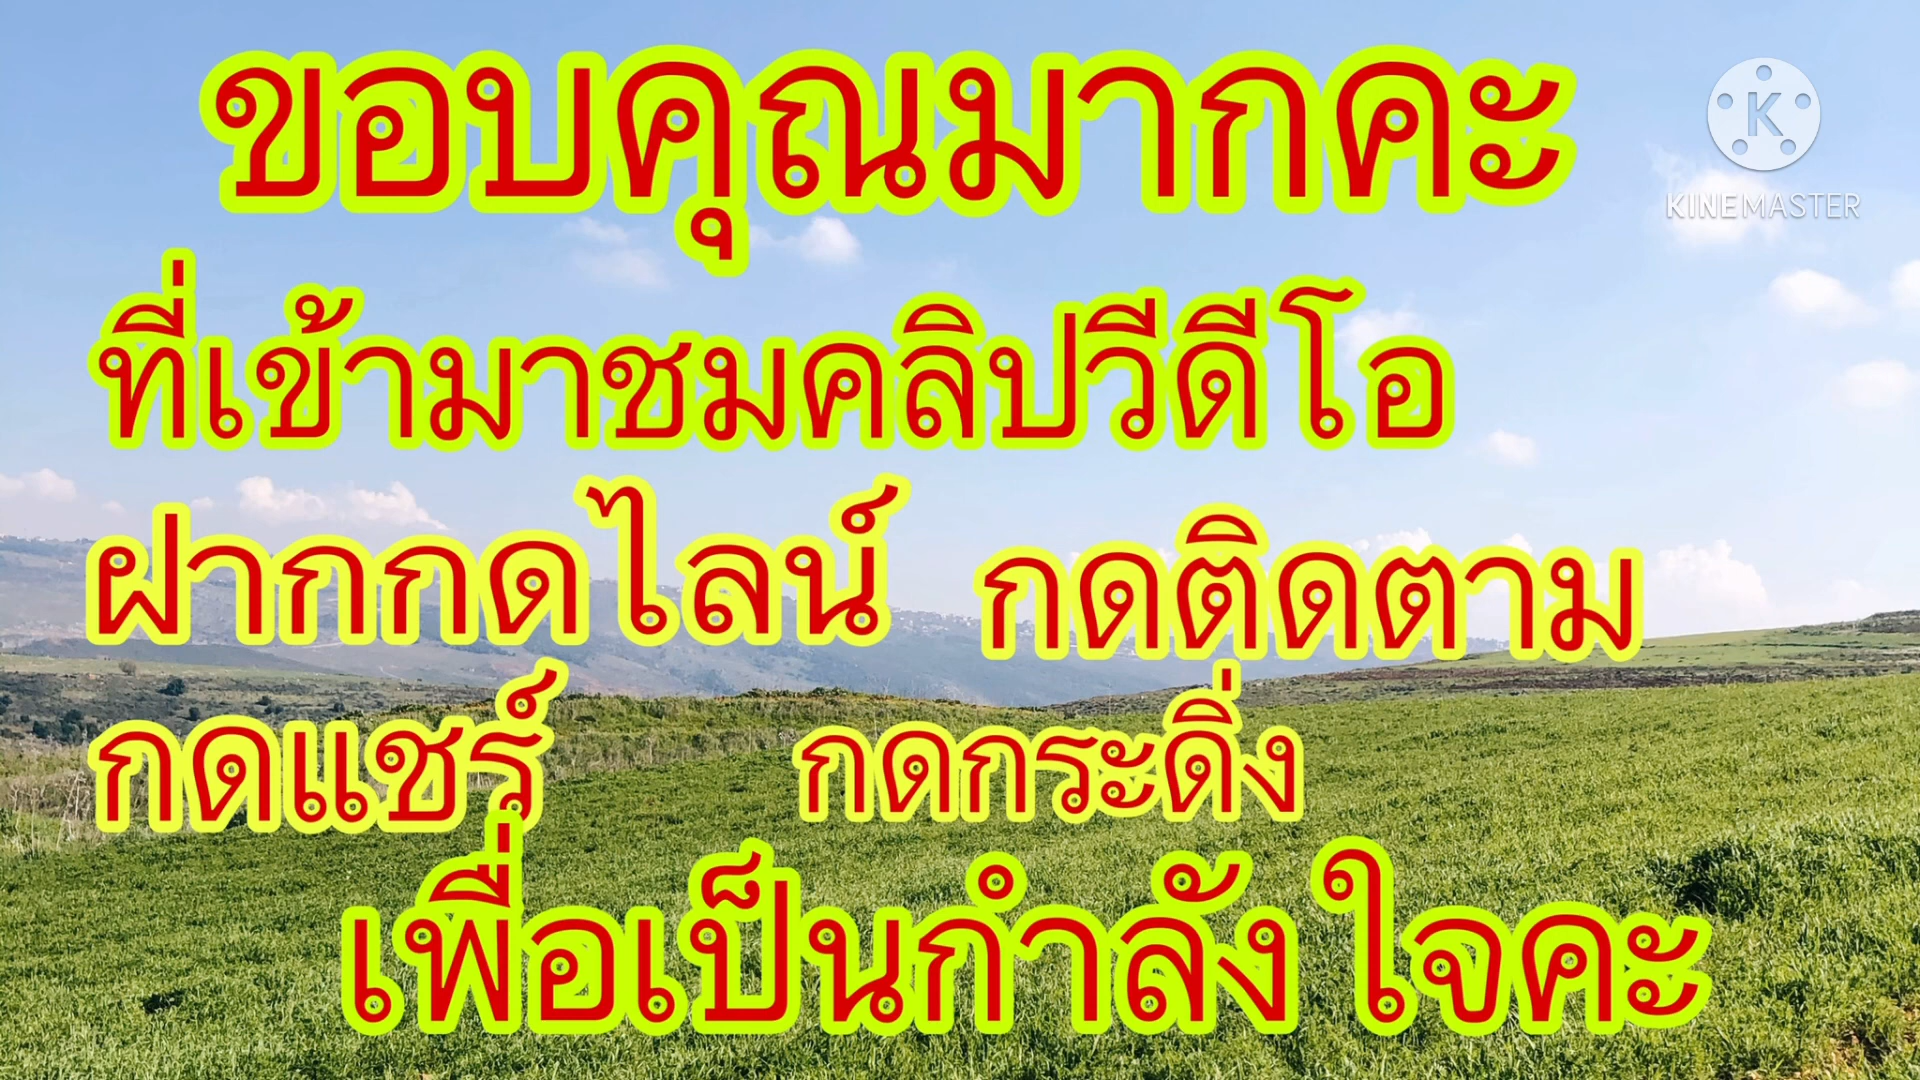 ขอบคุณมากคะ
K
KINEMASTER
ที่เข้ามาชมคลิปวีดีโอ
ฝากกดไลน์ กดติดตาม
กดแชร์ กดกระดิ่ง
เพื่อเป็นกำลังใจคะ